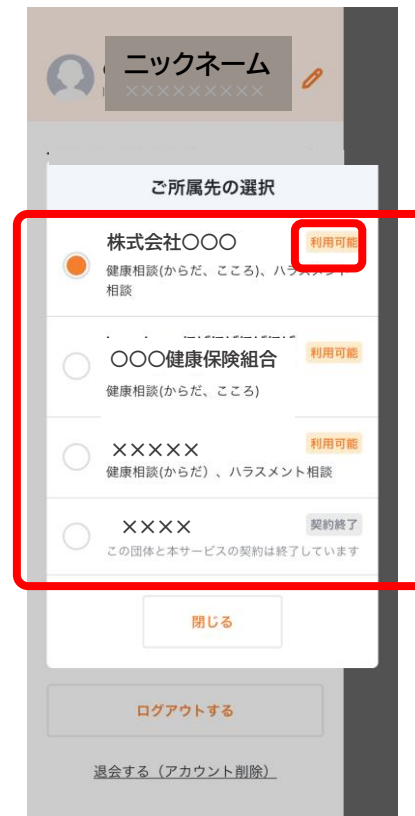 ニックネーム
×××××××××
ご所属先の選択
株式会社〇〇〇
利用可能
健康相談(からだ、こころ)、ハラスメント
相談
〇〇〇健康保険組合
利用可能
健康相談(からだ、こころ)
×××××
利用可能
健康相談(からだ）、ハラスメント相談
××××
契約終了
この団体と本サービスの契約は終了しています
閉じる
ログアウトする
退会する（アカウント削除）